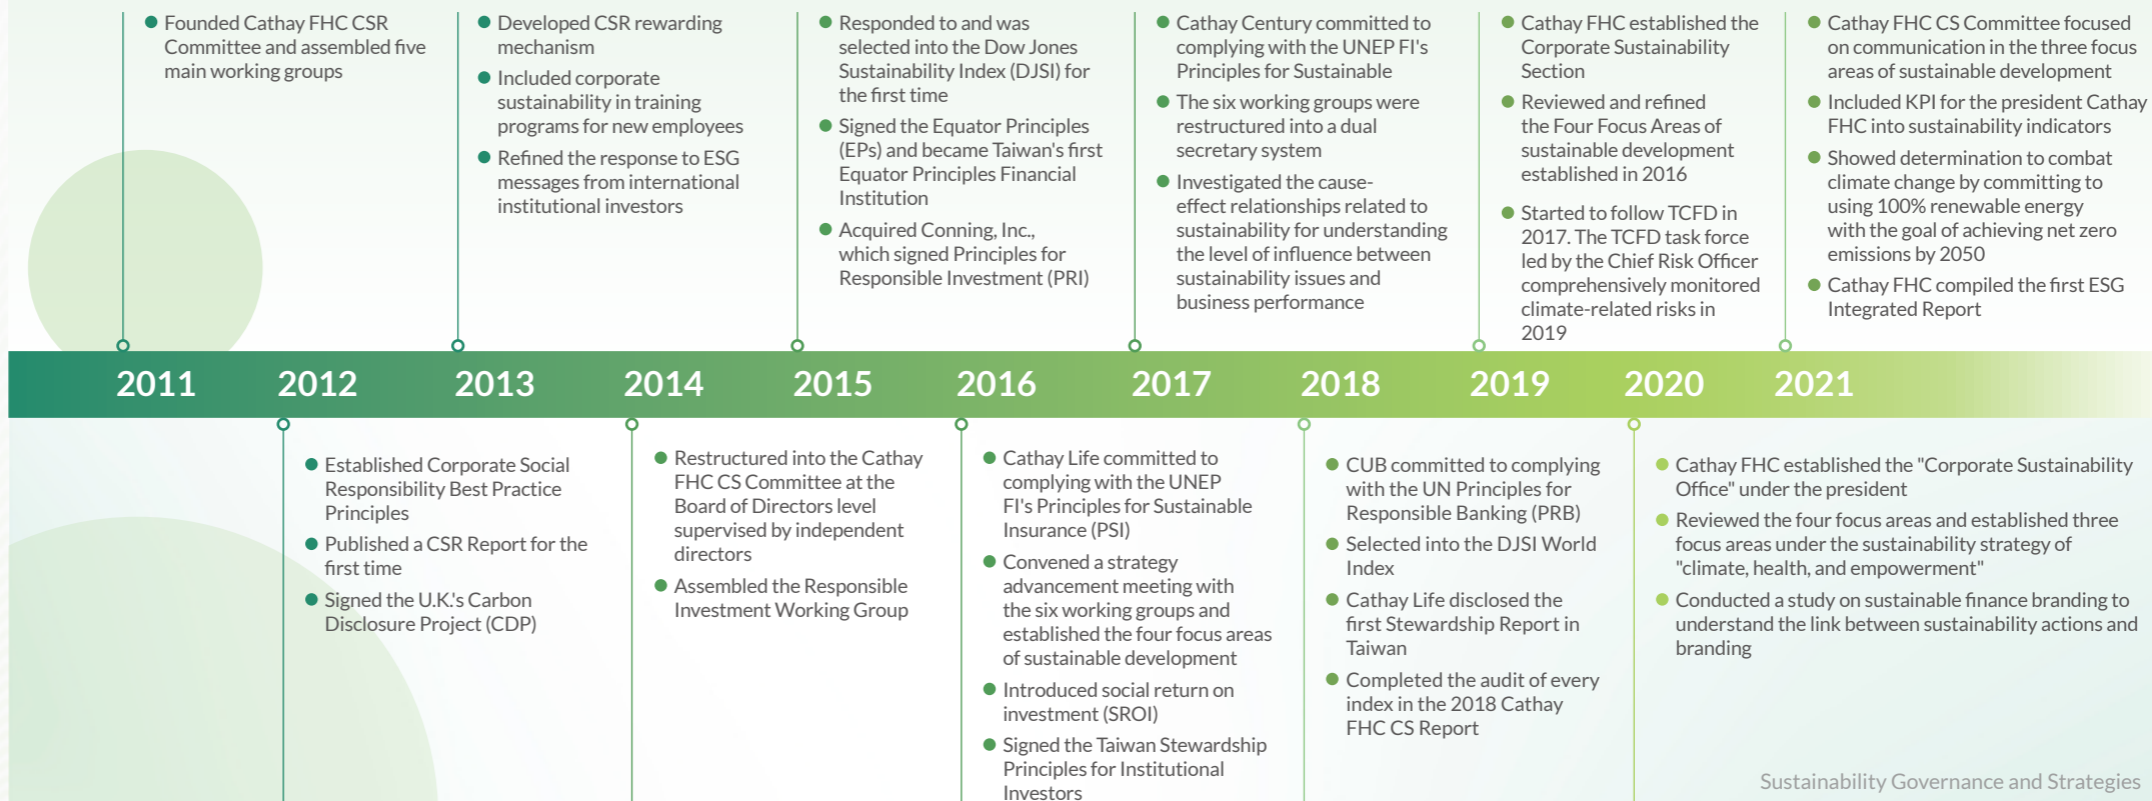 Founded Cathay FHC CSR
Committee and assembled five
main working groups
Developed CSR rewarding
mechanism
Included corporate
sustainability in training
programs for new employees
Refined the response to ESG
messages from international
institutional investors
Responded to and was
selected into the Dow Jones
Sustainability Index (DJSI) for
the first time
Signed the Equator Principles
(EPs) and became Taiwan's first
Equator Principles Financial
Institution
Acquired Conning, Inc.,
which signed Principles for
Responsible Investment (PRI)
Cathay Century committed to
complying with the UNEP FI's
Principles for Sustainable
The six working groups were
restructured into a dual
secretary system
Investigated the cause-
effect relationships related to
sustainability for understanding
the level of influence between
sustainability issues and
business performance
Cathay FHC established the
Corporate Sustainability
Section
Reviewed and refined
the Four Focus Areas of
sustainable development
established in 2016
Started to follow TCFD in
2017. The TCFD task force
led by the Chief Risk Officer
comprehensively monitored
climate-related risks in
2019
Cathay FHC CS Committee focused
on communication in the three focus
areas of sustainable development
Included KPI for the president Cathay
FHC into sustainability indicators
Showed determination to combat
climate change by committing to
using 100% renewable energy
with the goal of achieving net zero
emissions by 2050
Cathay FHC compiled the first ESG
Integrated Report
2011 2012 2013 2014 2015 2016 2017 2018 2019 2020 2021
Established Corporate Social
Responsibility Best Practice
Principles
Published a CSR Report for the
first time
Signed the U.K.'s Carbon
Disclosure Project (CDP)
Restructured into the Cathay
FHC CS Committee at the
Board of Directors level
supervised by independent
directors
Assembled the Responsible
Investment Working Group
Cathay Life committed to
complying with the UNEP
FI's Principles for Sustainable
Insurance (PSI)
Convened a strategy
advancement meeting with
the six working groups and
established the four focus areas
of sustainable development
Introduced social return on
investment (SROI)
Signed the Taiwan Stewardship
Principles for Institutional
Investors
CUB committed to complying
with the UN Principles for
Responsible Banking (PRB)
Selected into the DJSI World
Index
Cathay Life disclosed the
first Stewardship Report in
Taiwan
Completed the audit of every
index in the 2018 Cathay
FHC CS Report
Cathay FHC established the "Corporate Sustainability
Office" under the president
Reviewed the four focus areas and established three
focus areas under the sustainability strategy of
"climate, health, and empowerment"
Conducted a study on sustainable finance branding to
understand the link between sustainability actions and
branding
Sustainability Governance and Strategies